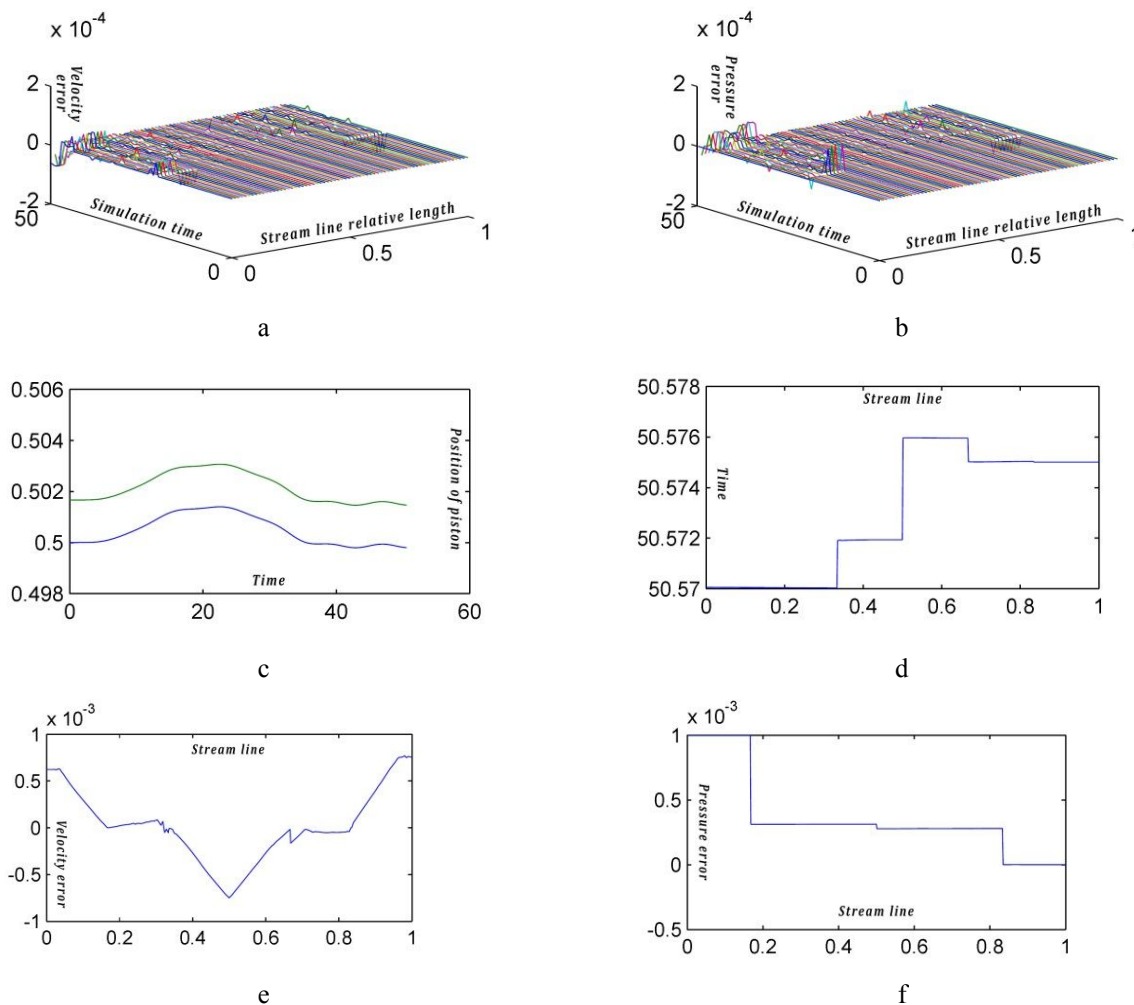 x 10-4
2
0
-2
50
0
0
0.5
1
Velocity
error
Simulation time
Stream line relative length
a
x 10-4
2
0
-2
50
0
0
0.5
1
Pressure
error
Simulation time
Stream line relative length
b
0.506
0.504
0.502
0.5
0.498
0
20
40
60
Position of
piston
Time
c
50.578
50.576
50.574
50.572
50.57
0
0.2
0.4
0.6
0.8
1
Stream line
Time
d
x 10-3
1
0.5
0
-0.5
-1
0
0.2
0.4
0.6
0.8
1
Stream line
Velocity error
e
x 10-3
1
0.5
0
-0.5
0
0.2
0.4
0.6
0.8
1
Pressure error
Stream line
f